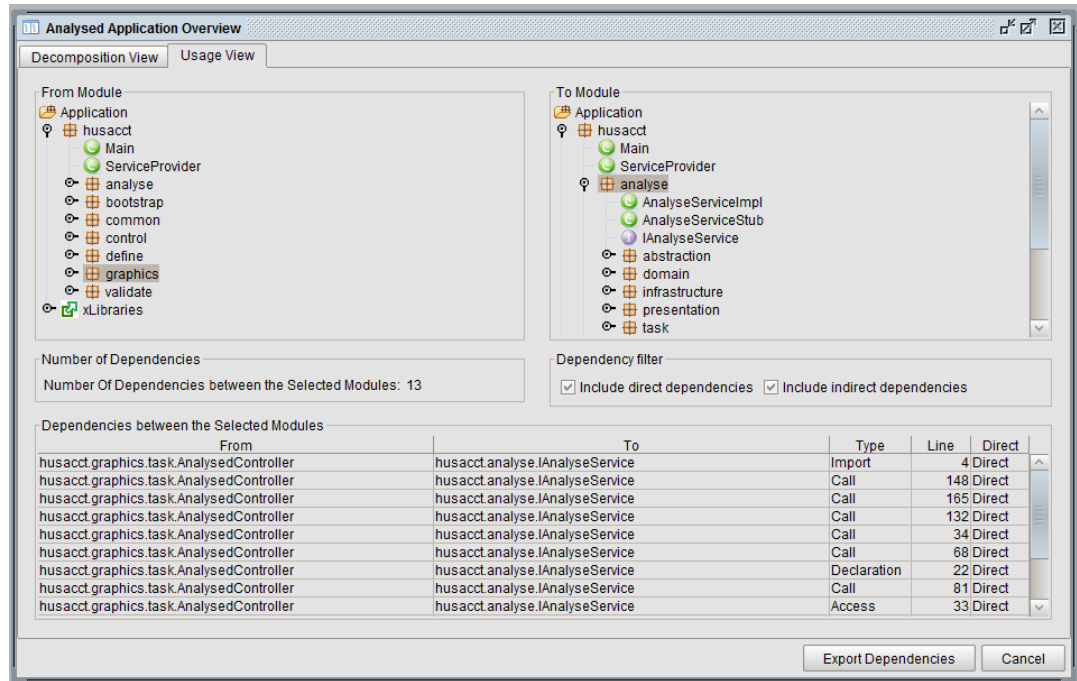 Analysed Application Overview
Decomposition View Usage View
From Module
Application
husacct
Main
ServiceProvider
analyse
bootstrap
common
control
define
graphics
validate
xLibraries
To Module
Application
husacct
Main
ServiceProvider
analyse
AnalyseServiceImpl
AnalyseServiceStub
IAnalyseService
abstraction
domain
infrastructure
presentation
task
Number of Dependencies
Number Of Dependencies between the Selected Modules: 13
Dependency filter
Include direct dependencies Include indirect dependencies
Dependencies between the Selected Modules
From To Type Line Direct
husacct.graphics.task.AnalysedController husacct.analyse.IAnalyseService Import 4 Direct
husacct.graphics.task.AnalysedController husacct.analyse.IAnalyseService Call 148 Direct
husacct.graphics.task.AnalysedController husacct.analyse.IAnalyseService Call 165 Direct
husacct.graphics.task.AnalysedController husacct.analyse.IAnalyseService Call 132 Direct
husacct.graphics.task.AnalysedController husacct.analyse.IAnalyseService Call 34 Direct
husacct.graphics.task.AnalysedController husacct.analyse.IAnalyseService Call 68 Direct
husacct.graphics.task.AnalysedController husacct.analyse.IAnalyseService Declaration 22 Direct
husacct.graphics.task.AnalysedController husacct.analyse.IAnalyseService Call 81 Direct
husacct.graphics.task.AnalysedController husacct.analyse.IAnalyseService Access 33 Direct
Export Dependencies Cancel